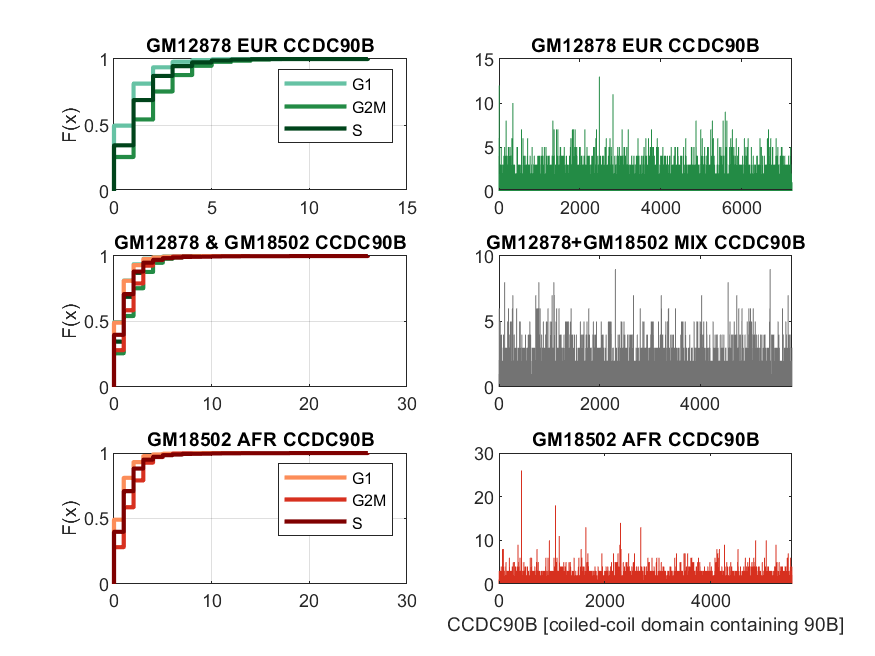 GM12878 EUR CCDC90B
F(x)
1
0.5
0
0
5
10
15
G1
G2M
S
GM12878 EUR CCDC90B
15
10
5
0
0
2000
4000
6000
GM12878 & GM18502 CCDC90B
F(x)
1
0.5
0
0
10
20
30
GM12878+GM18502 MIX CCDC90B
10
5
0
0
2000
4000
GM18502 AFR CCDC90B
F(x)
1
0.5
0
0
10
20
30
G1
G2M
S
GM18502 AFR CCDC90B
30
20
10
0
0
2000
4000
CCDC90B [coiled-coil domain containing 90B]